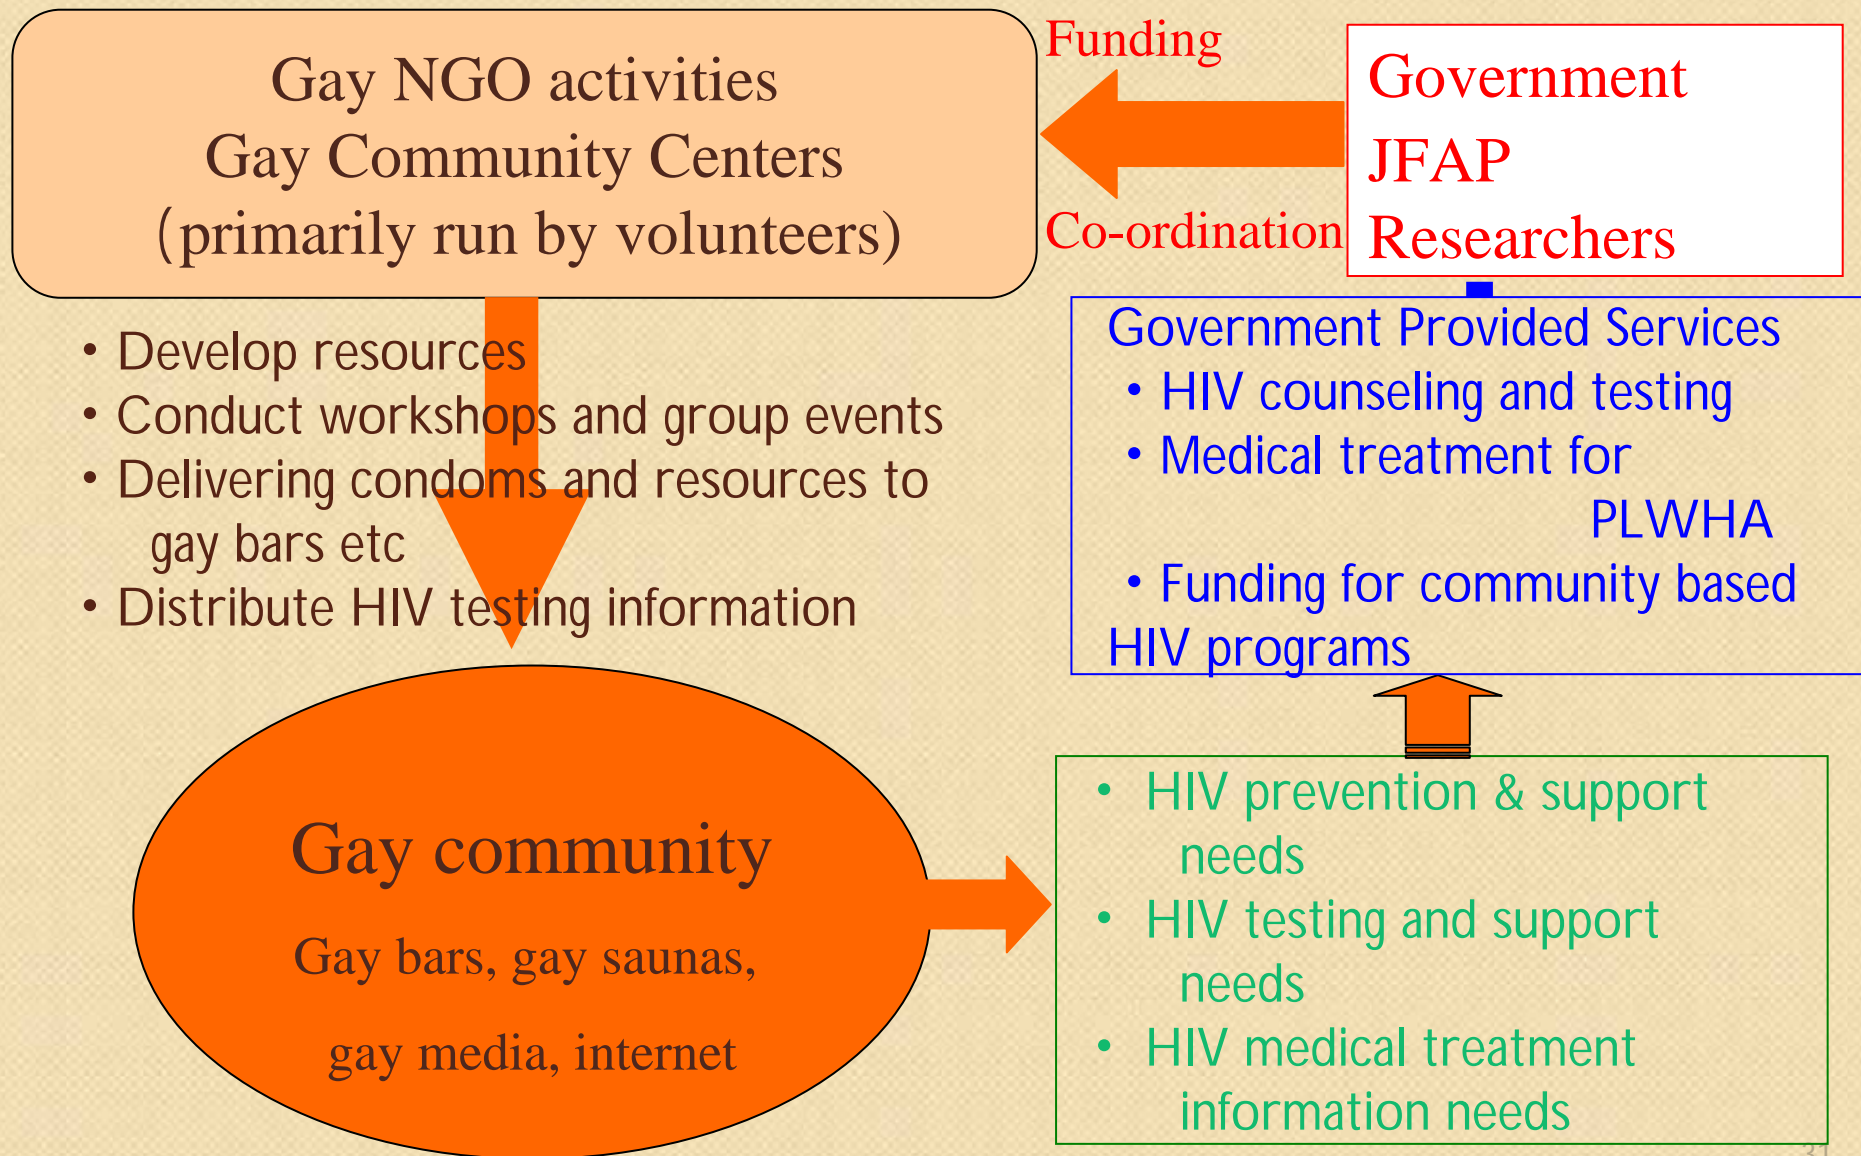 Gay NGO activities
Gay Community Centers
(primarily run by volunteers)
Funding
Co-ordination
Government
JFAP
Researchers
• Develop resources
• Conduct workshops and group events
• Delivering condoms and resources to
gay bars etc
• Distribute HIV testing information
Government Provided Services
• HIV counseling and testing
• Medical treatment for
PLWHA
• Funding for community based
HIV programs
Gay community
Gay bars, gay saunas,
gay media, internet
• HIV prevention & support
needs
• HIV testing and support
needs
• HIV medical treatment
information needs
31